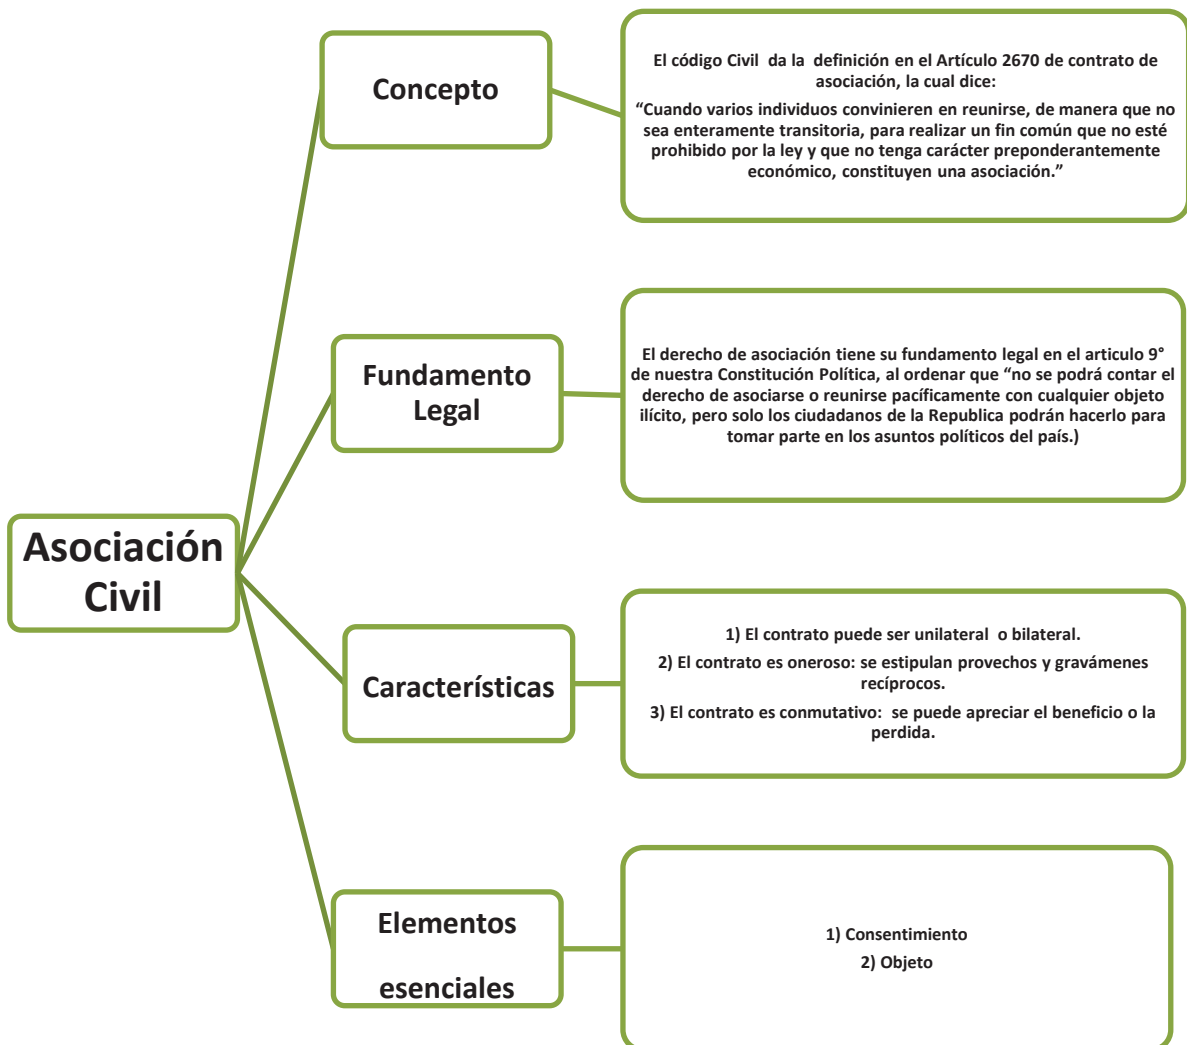 Asociación
Civil
Concepto
El código Civil da la definición en el Artículo 2670 de contrato de
asociación, la cual dice:
“Cuando varios individuos convinieren en reunirse, de manera que no
sea enteramente transitoria, para realizar un fin común que no esté
prohibido por la ley y que no tenga carácter preponderantemente
económico, constituyen una asociación.”
Fundamento
Legal
El derecho de asociación tiene su fundamento legal en el articulo 9°
de nuestra Constitución Política, al ordenar que “no se podrá contar el
derecho de asociarse o reunirse pacíficamente con cualquier objeto
ilícito, pero solo los ciudadanos de la Republica podrán hacerlo para
tomar parte en los asuntos políticos del país.)
Características
1) El contrato puede ser unilateral o bilateral.
2) El contrato es oneroso: se estipulan provechos y gravámenes
recíprocos.
3) El contrato es conmutativo: se puede apreciar el beneficio o la
perdida.
Elementos
esenciales
1) Consentimiento
2) Objeto